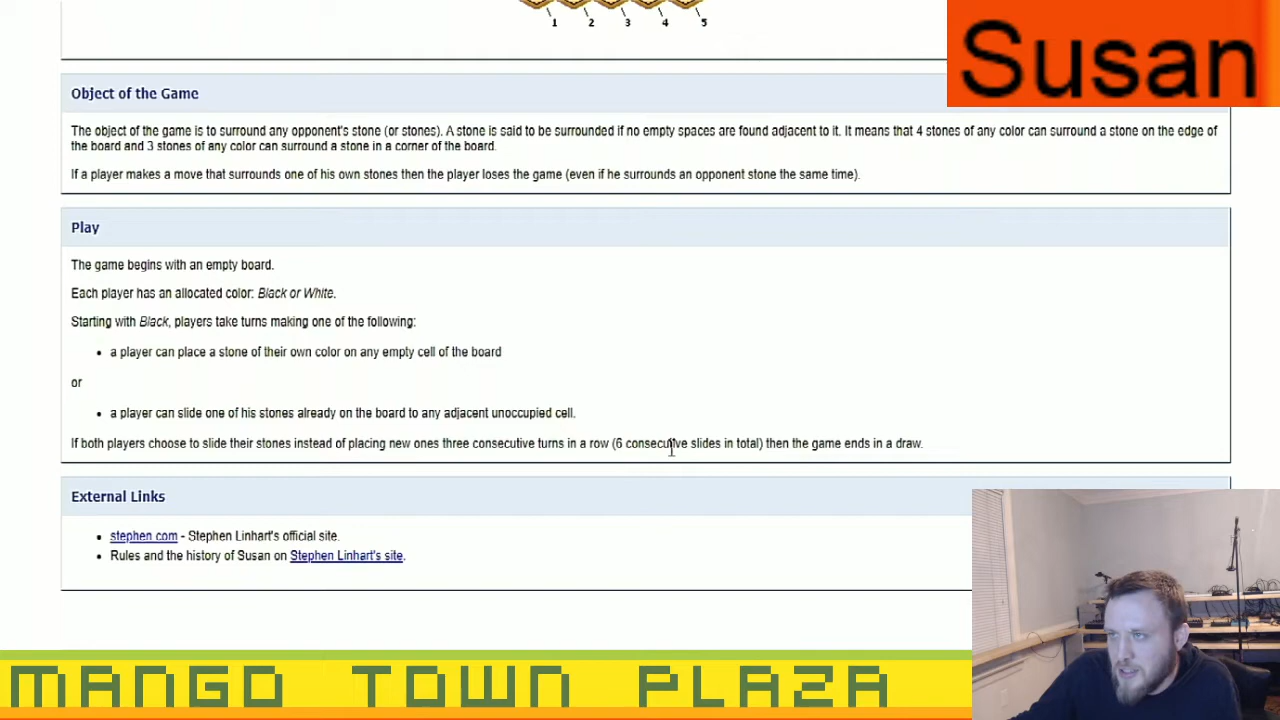 1 2 3 4 5
Susan
Object of the Game
The object of the game is to surround any opponent's stone (or stones). A stone is said to be surrounded if no empty spaces are found adjacent to it. It means that 4 stones of any color can surround a stone on the edge of
the board and 3 stones of any color can surround a stone in a corner of the board.
If a player makes a move that surrounds one of his own stones then the player loses the game (even if he surrounds an opponent stone the same time).
Play
The game begins with an empty board.
Each player has an allocated color: Black or White.
Starting with Black, players take turns making one of the following:
• a player can place a stone of their own color on any empty cell of the board
or
• a player can slide one of his stones already on the board to any adjacent unoccupied cell.
If both players choose to slide their stones instead of placing new ones three consecutive turns in a row (6 consecutive slides in total) then the game ends in a draw.
External Links
• stephen com - Stephen Linhart's official site.
• Rules and the history of Susan on Stephen Linhart's site.
MANGO TOWN PLAZA